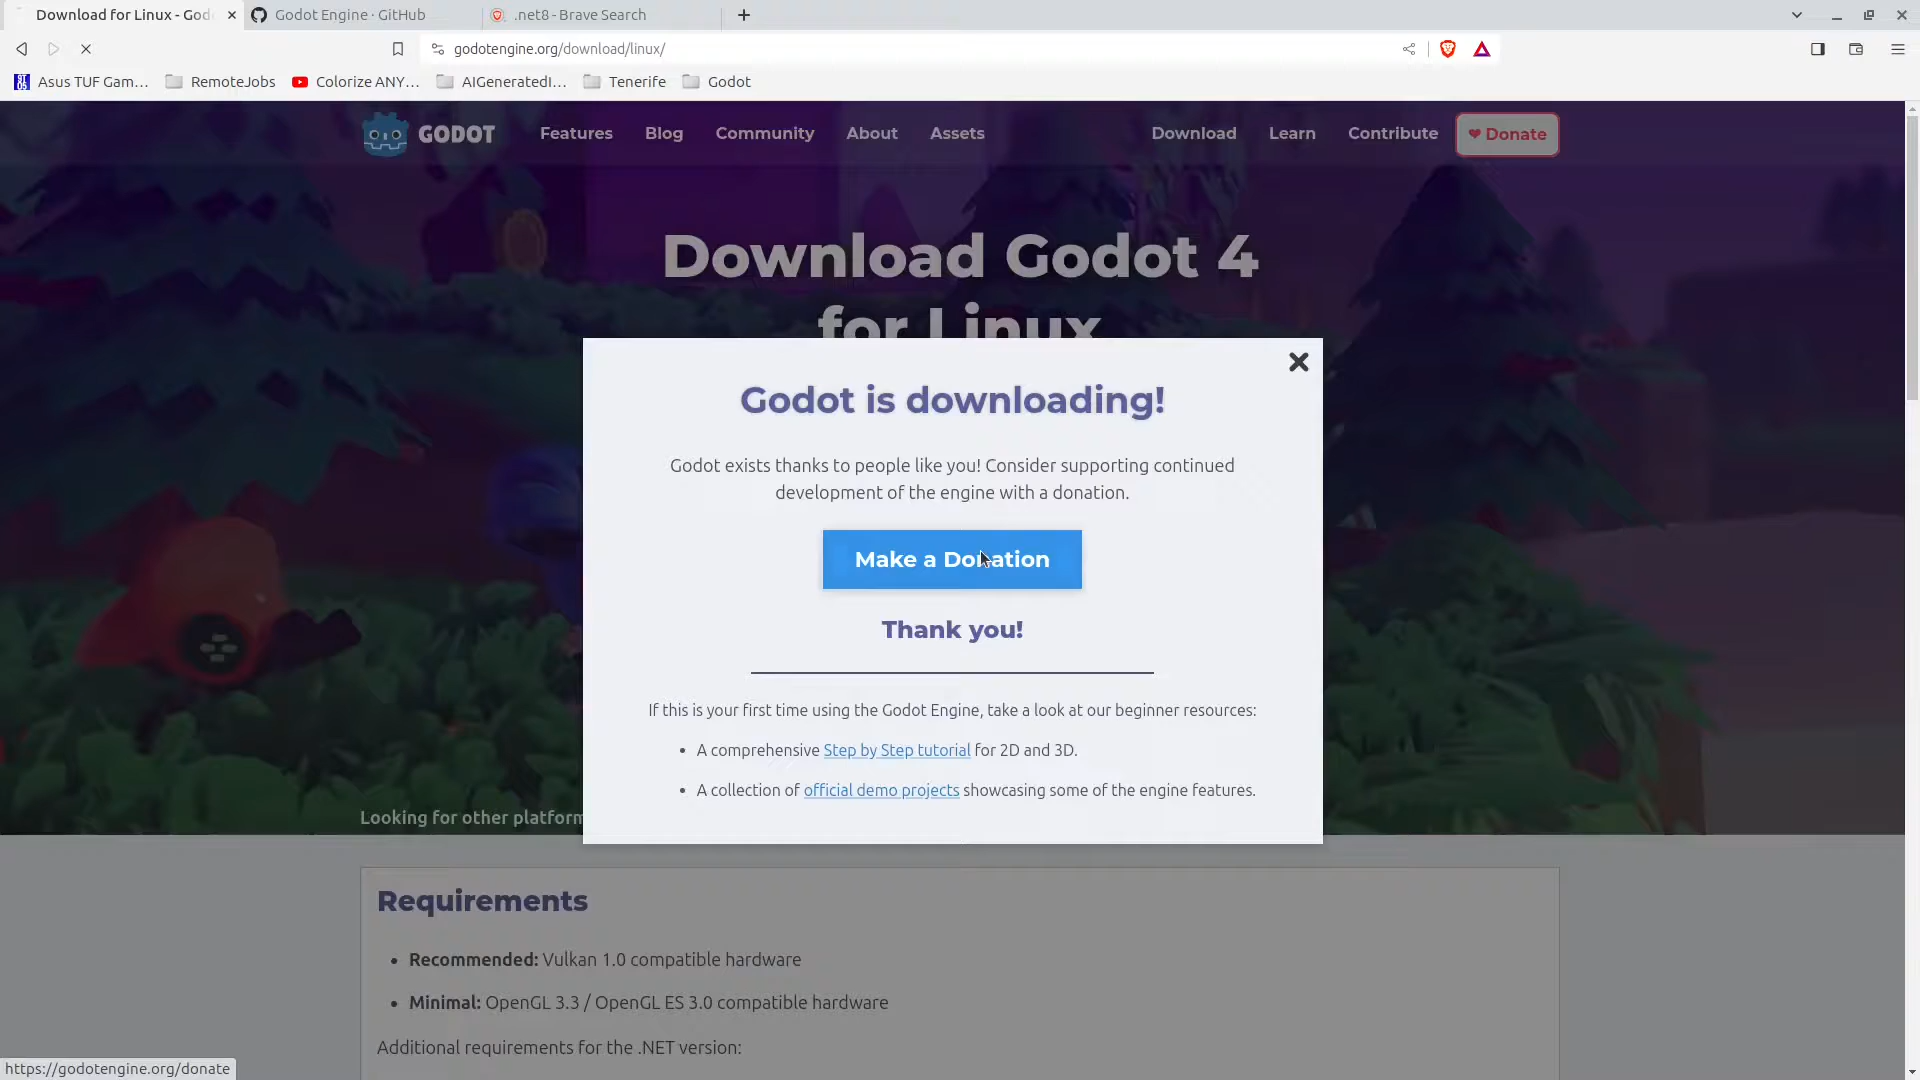 Download for Linux - God
Godot Engine · GitHub
.net8 - Brave Search
godotengine.org/download/linux/
Asus TUF Gam...
RemoteJobs
Colorize ANY...
AIGeneratedI...
Tenerife
Godot
GODOT
Features
Blog
Community
About
Assets
Download
Learn
Contribute
Donate
Download Godot 4
for Linux
Godot is downloading!
Godot exists thanks to people like you! Consider supporting continued
development of the engine with a donation.
Make a Donation
Thank you!
If this is your first time using the Godot Engine, take a look at our beginner resources:
• A comprehensive Step by Step tutorial for 2D and 3D.
• A collection of official demo projects showcasing some of the engine features.
Looking for other platform
Requirements
• Recommended: Vulkan 1.0 compatible hardware
• Minimal: OpenGL 3.3 / OpenGL ES 3.0 compatible hardware
Additional requirements for the .NET version:
https://godotengine.org/donate